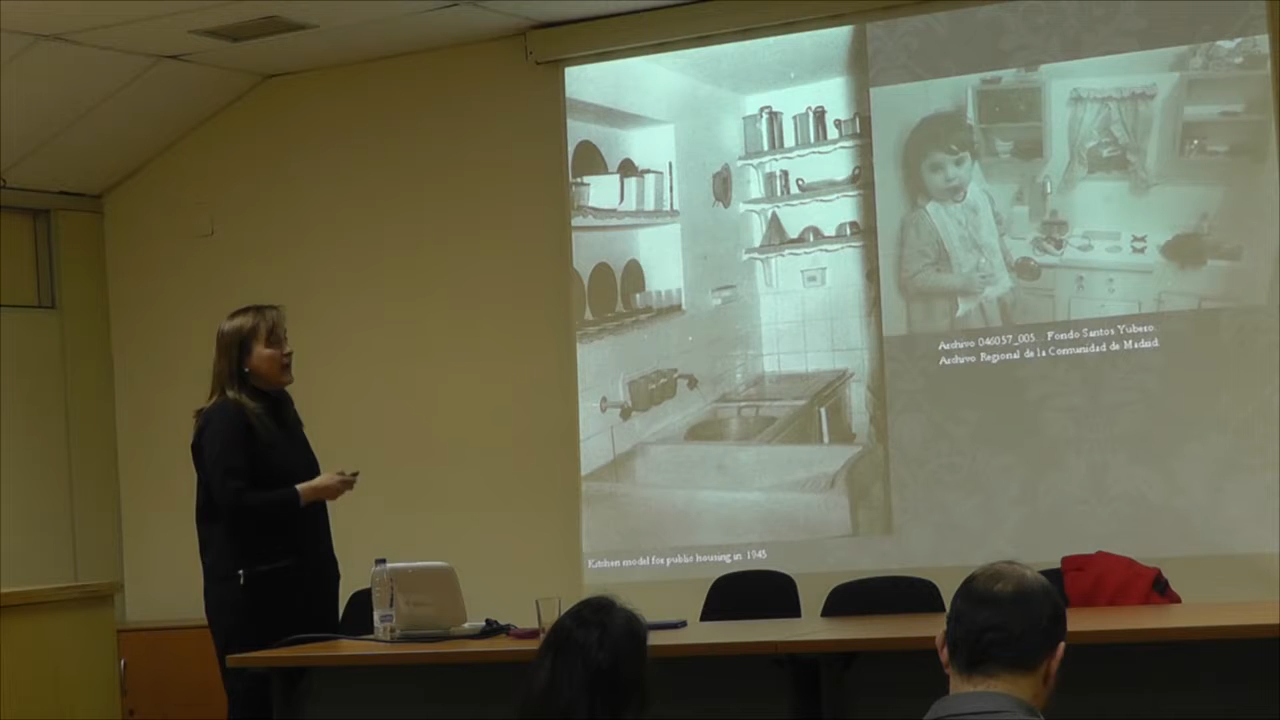 Archivo 046057_005... Fondo Santos Yubero.
Archivo Regional de la Comunidad de Madrid.
Kitchen model for public housing in 1945